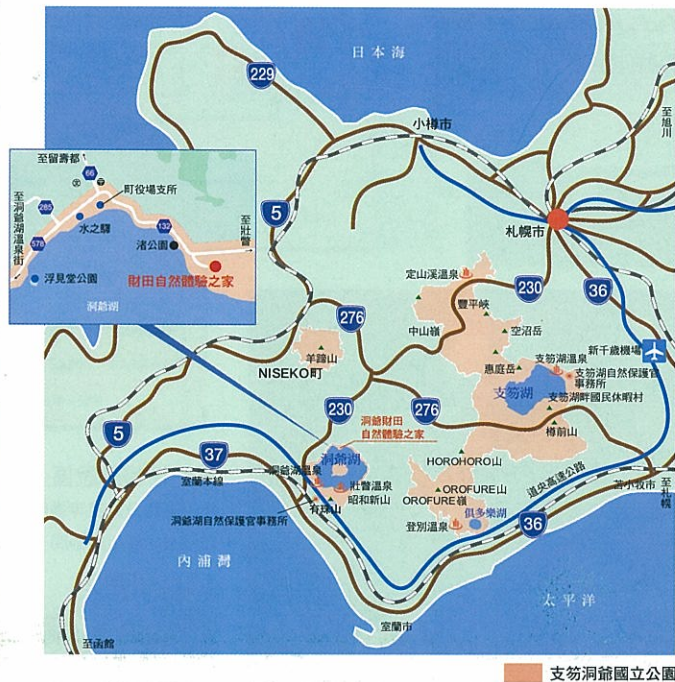 日本海
229
小樽市
至旭川
至留壽都
66
町役場支所
285
水之驛
132
至洞爺湖溫泉街
578
渚公園
至壯瞥
浮見堂公園
財田自然體驗之家
洞爺湖
5
札幌市
定山溪溫泉
230
36
豐平峽
276
中山嶺
空沼岳
新千歲機場
羊蹄山
惠庭岳
支笏湖溫泉
支笏湖自然保護官
事務所
NISEKO町
支笏湖
支笏湖畔國民休暇村
230
276
樽前山
5
洞爺財田
自然體驗之家
37
洞爺湖
HOROHORO山
室蘭本線
洞爺湖溫泉
壯瞥溫泉
昭和新山
OROFURE山
OROFURE嶺
道央高速公路
苫小牧市
至札幌
有珠山
洞爺湖自然保護官事務所
俱多樂湖
登別溫泉
36
內浦灣
太平洋
室蘭市
至函館
支笏洞爺國立公園